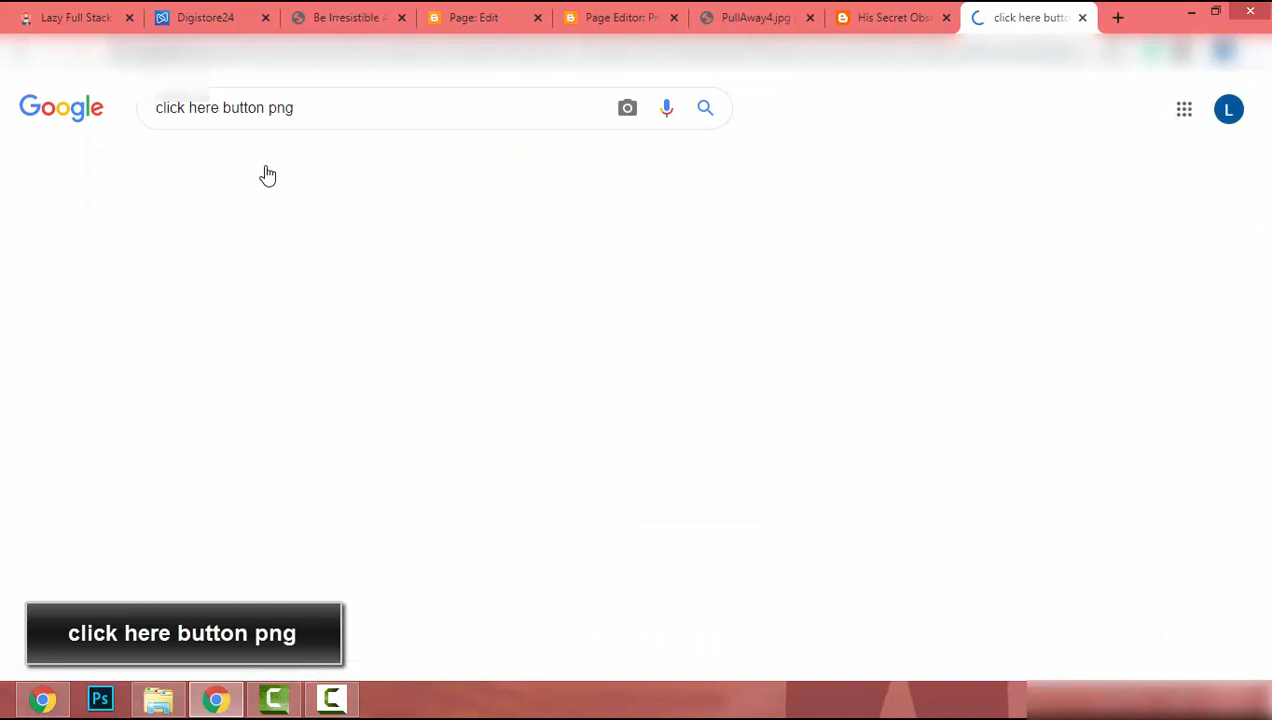 Lazy Full Stack
Digistore24
Be Irresistible A
Page: Edit
Page Editor: Pr
PullAway4.jpg
His Secret Obs
click here butto
Google
click here button png
L
click here button png
Ps
C
C